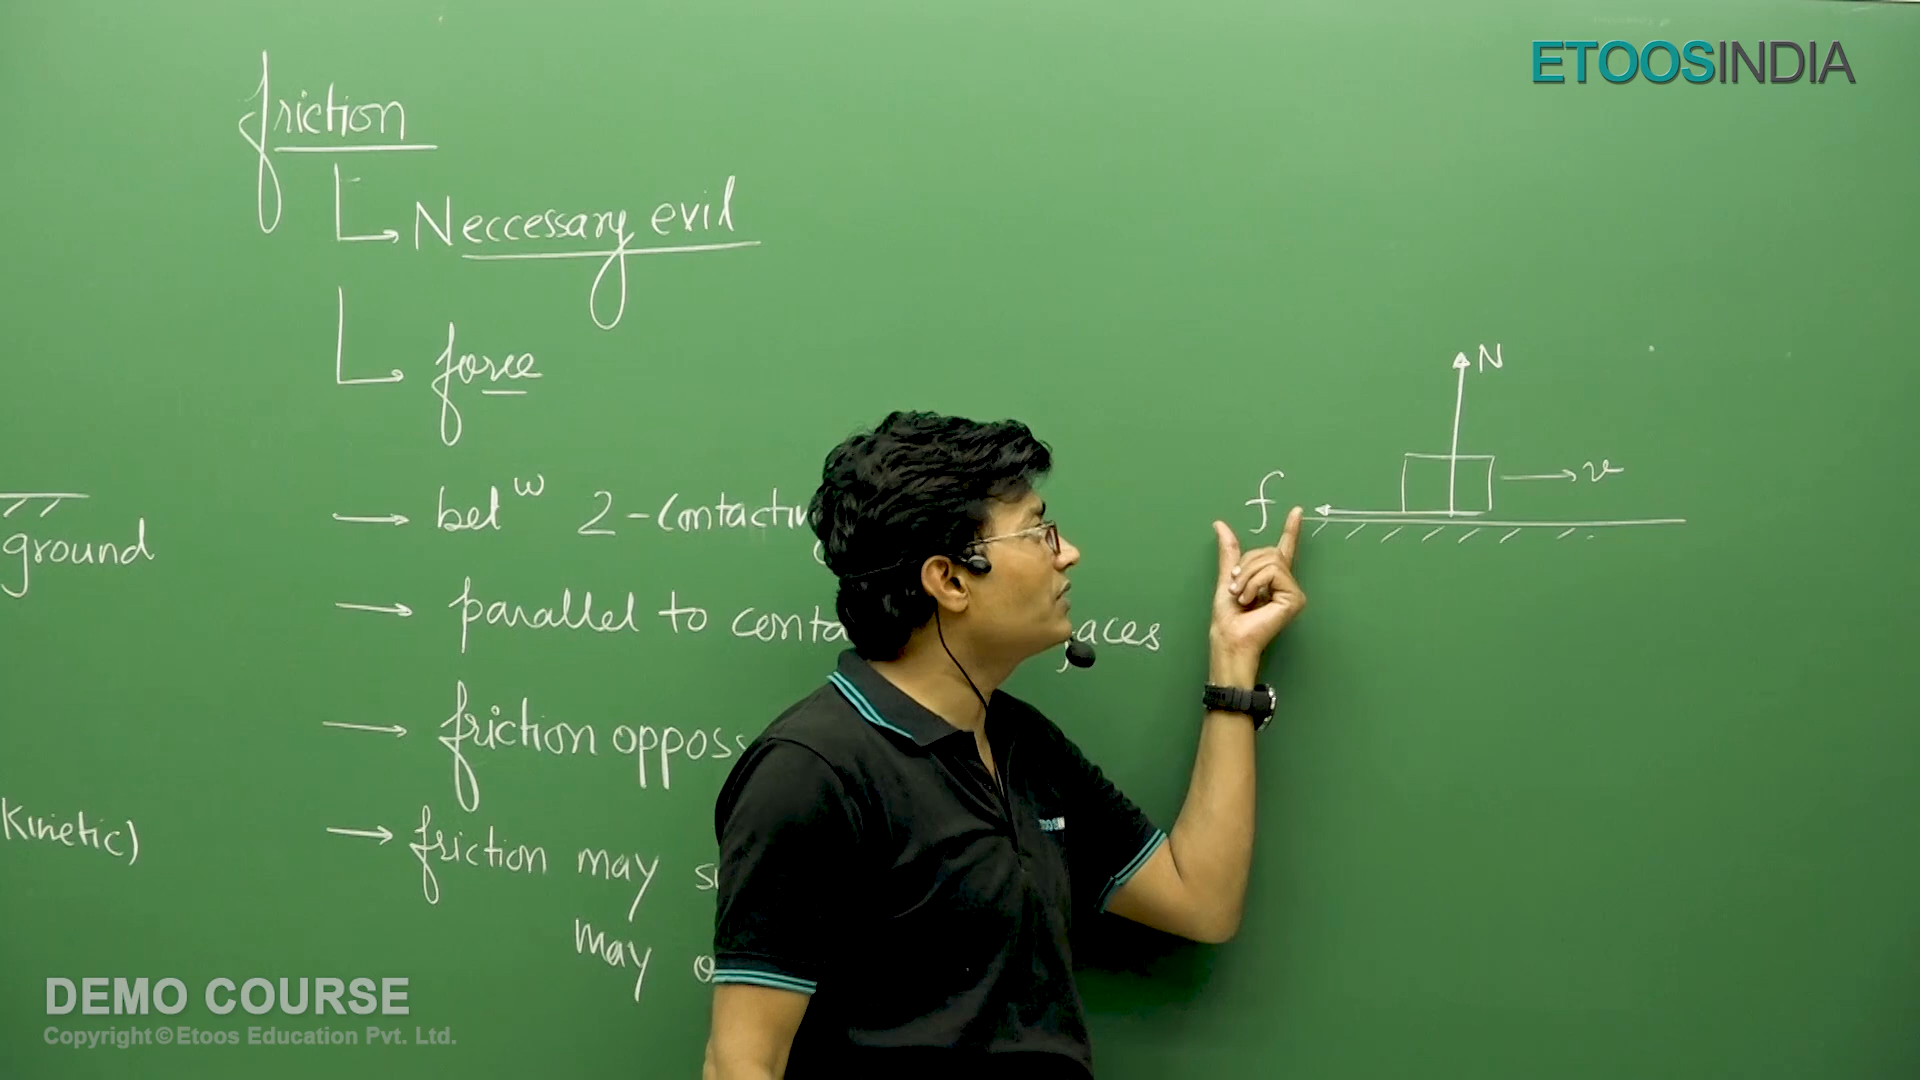 ETOOSINDIA
friction
Neccessary evil
force
ground
bet^w 2-Contactin
parallel to conta aces
friction oppos
Kinetic)
friction may s
may o
N
v
f
DEMO COURSE
Copyright © Etoos Education Pvt. Ltd.